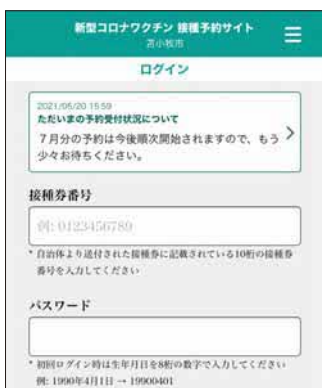 新型コロナワクチン 接種予約サイト
苫小牧市
ログイン
2021/05/20 15:59
ただいまの予約受付状況について
7月分の予約は今後順次開始されますので、もう
少々お待ちください。
接種券番号
例: 0123456789
* 自治体より送付された接種券に記載されている10桁の接種券
番号を入力してください
パスワード
* 初回ログイン時は生年月日を8桁の数字で入力してください
例: 1990年4月1日 → 19900401